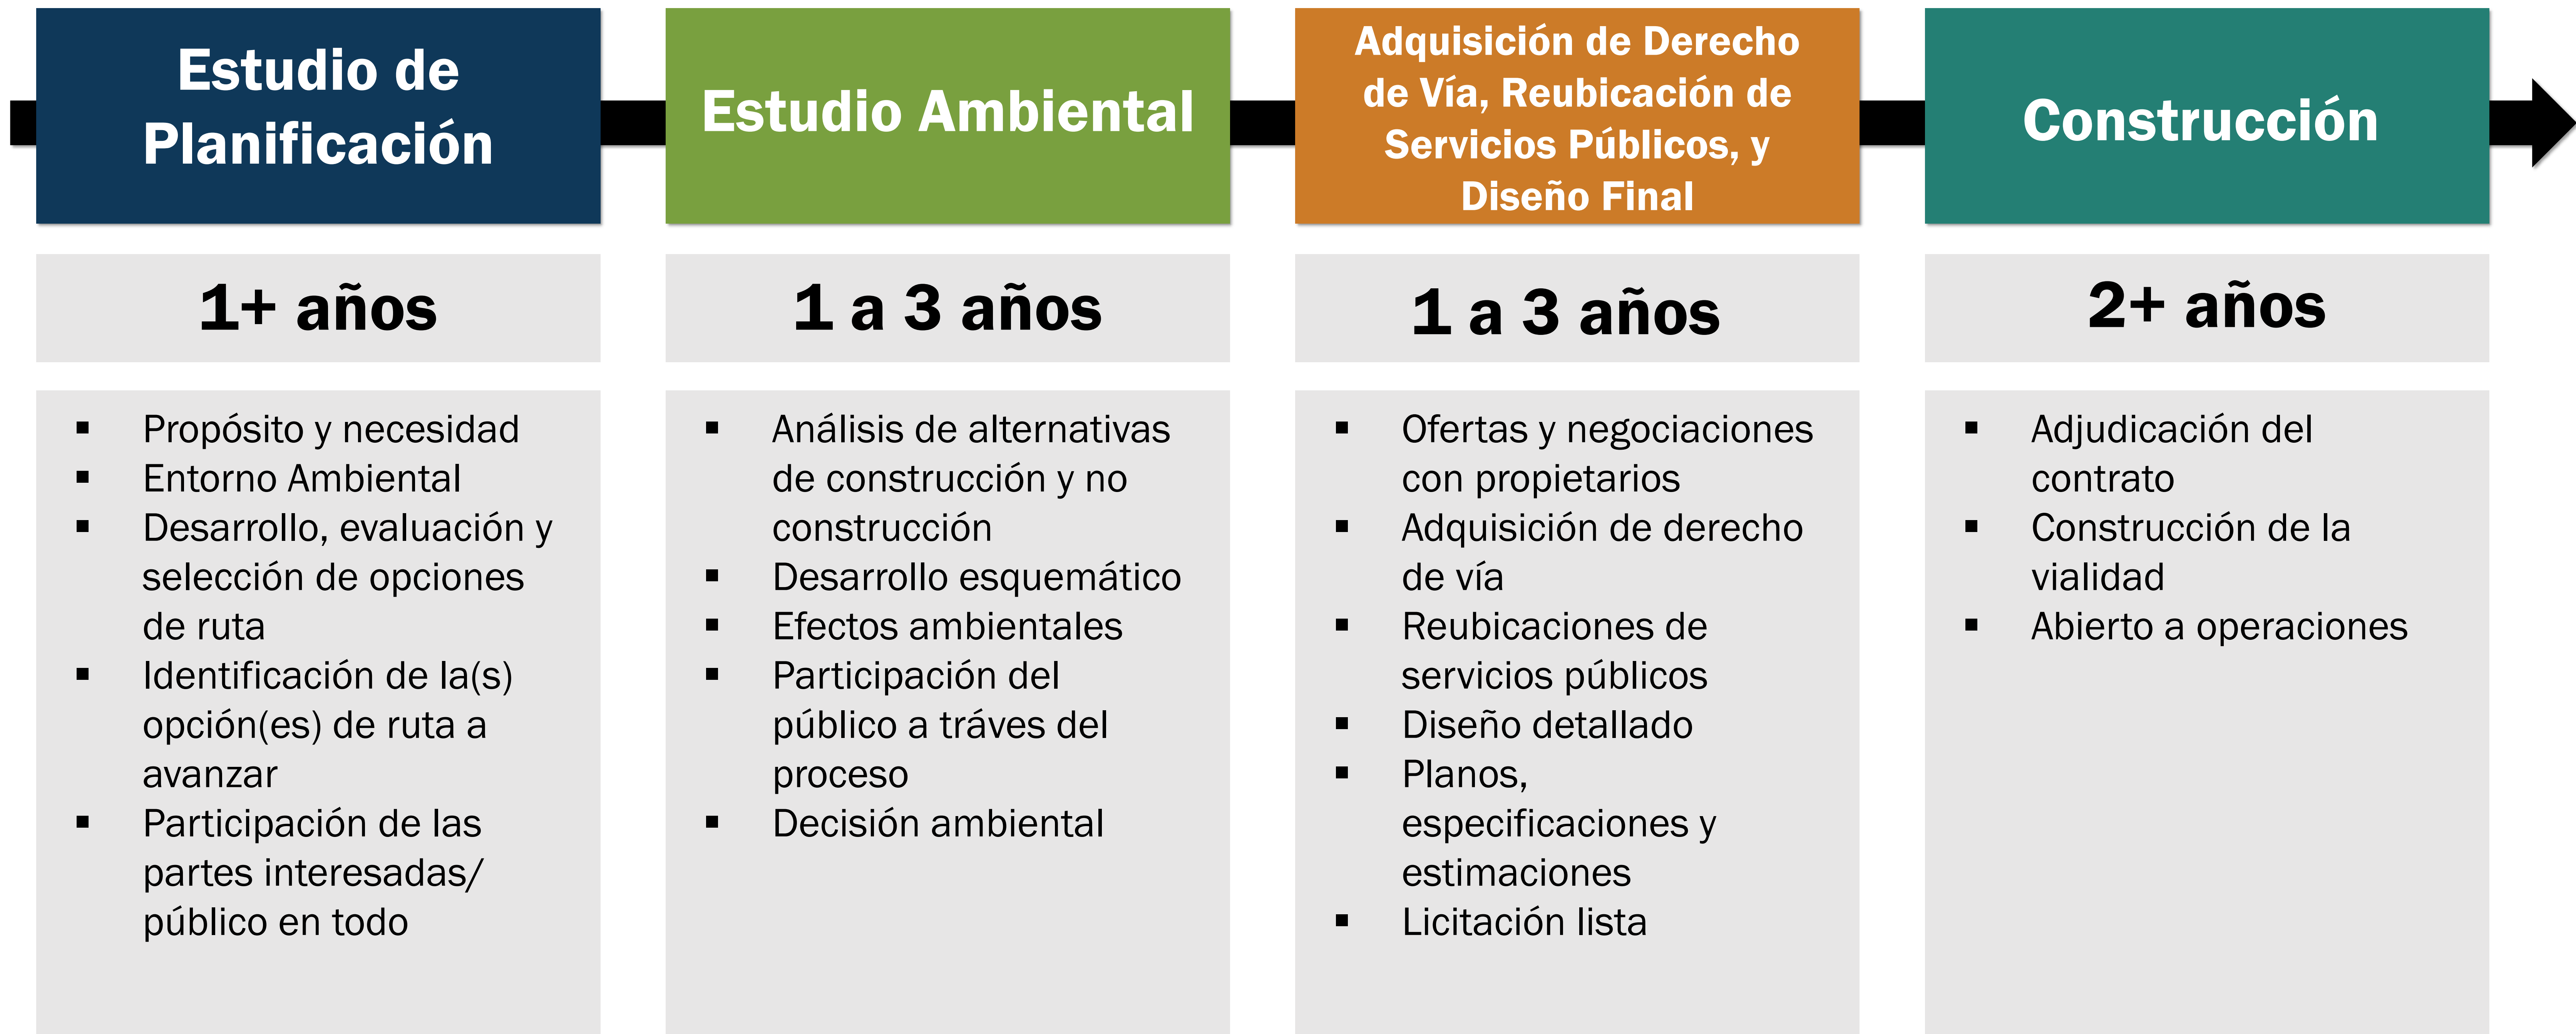 Estudio de
Planificación
Estudio Ambiental
Adquisición de Derecho
de Vía, Reubicación de
Servicios Públicos, y
Diseño Final
Construcción
1+ años
1 a 3 años
1 a 3 años
2+ años
▪ Propósito y necesidad
▪ Entorno Ambiental
▪ Desarrollo, evaluación y
selección de opciones
de ruta
▪ Identificación de la(s)
opción(es) de ruta a
avanzar
▪ Participación de las
partes interesadas/
público en todo
▪ Análisis de alternativas
de construcción y no
construcción
▪ Desarrollo esquemático
▪ Efectos ambientales
▪ Participación del
público a tráves del
proceso
▪ Decisión ambiental
▪ Ofertas y negociaciones
con propietarios
▪ Adquisición de derecho
de vía
▪ Reubicaciones de
servicios públicos
▪ Diseño detallado
▪ Planos,
especificaciones y
estimaciones
▪ Licitación lista
▪ Adjudicación del
contrato
▪ Construcción de la
vialidad
▪ Abierto a operaciones